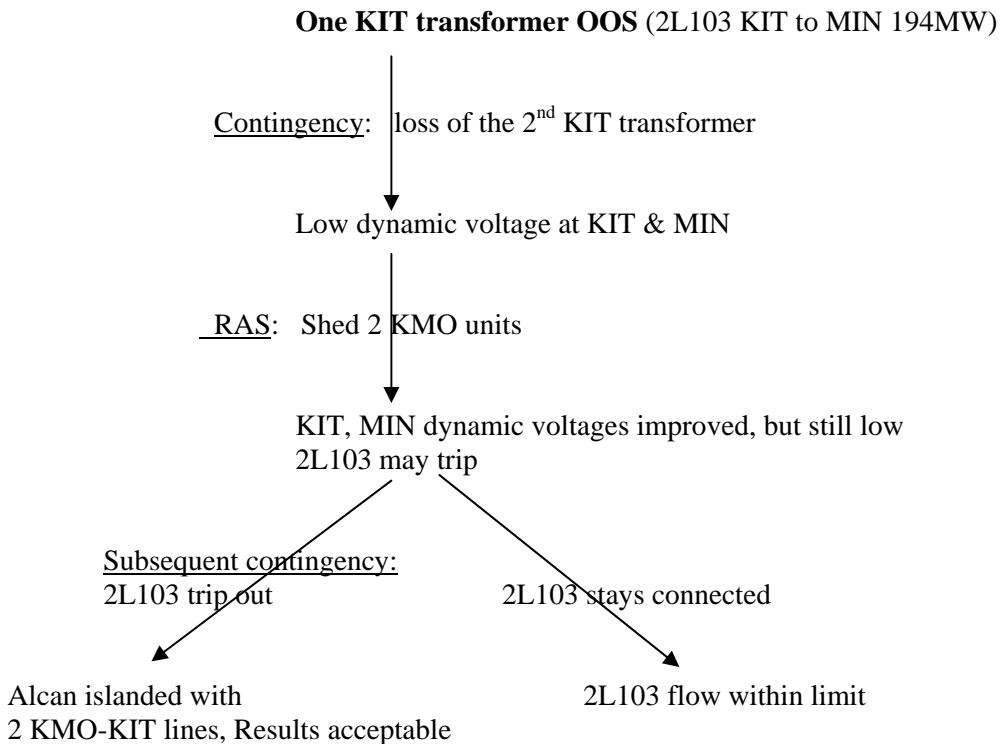 One KIT transformer OOS (2L103 KIT to MIN 194MW)
Contingency: loss of the 2nd KIT transformer
Low dynamic voltage at KIT & MIN
RAS: Shed 2 KMO units
KIT, MIN dynamic voltages improved, but still low
2L103 may trip
Subsequent contingency:
2L103 trip out
2L103 stays connected
Alcan islanded with
2 KMO-KIT lines, Results acceptable
2L103 flow within limit